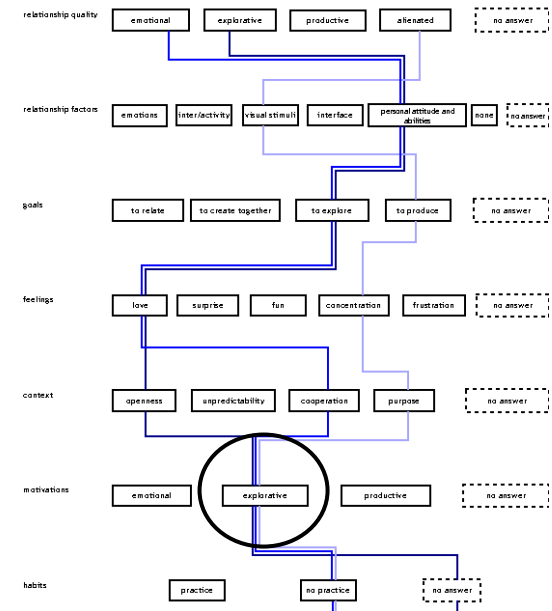 relationship quality emotional explorative productive alienated no answer
relationship factors emotions inter/activity visual stimuli interface personal attitude and abilities none no answer
goals to relate to create together to explore to produce no answer
feelings love surprise fun concentration frustration no answer
context openness unpredictability cooperation purpose no answer
motivations emotional explorative productive no answer
habits practice no practice no answer